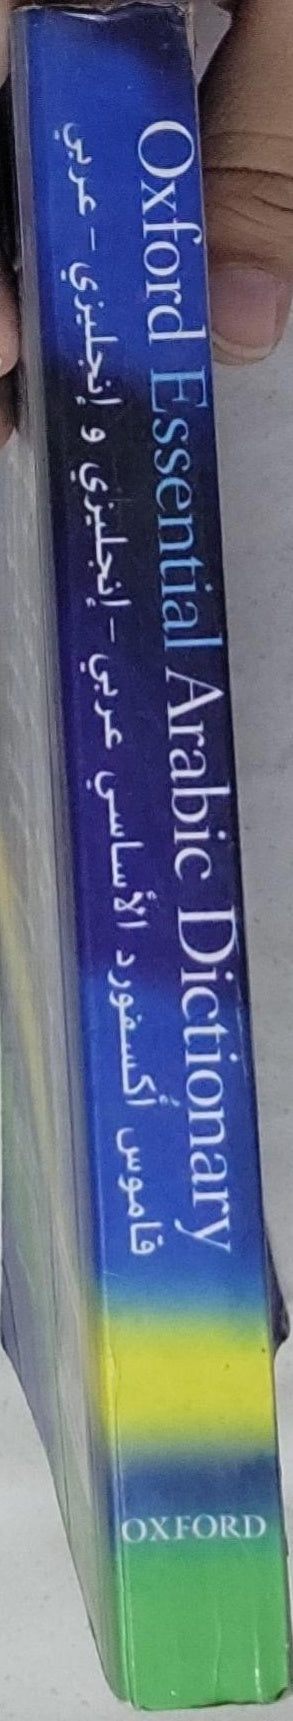 Oxford Essential Arabic Dictionary
قاموس أكسفورد الأساسي عربي - إنجليزي و إنجليزي - عربي
OXFORD